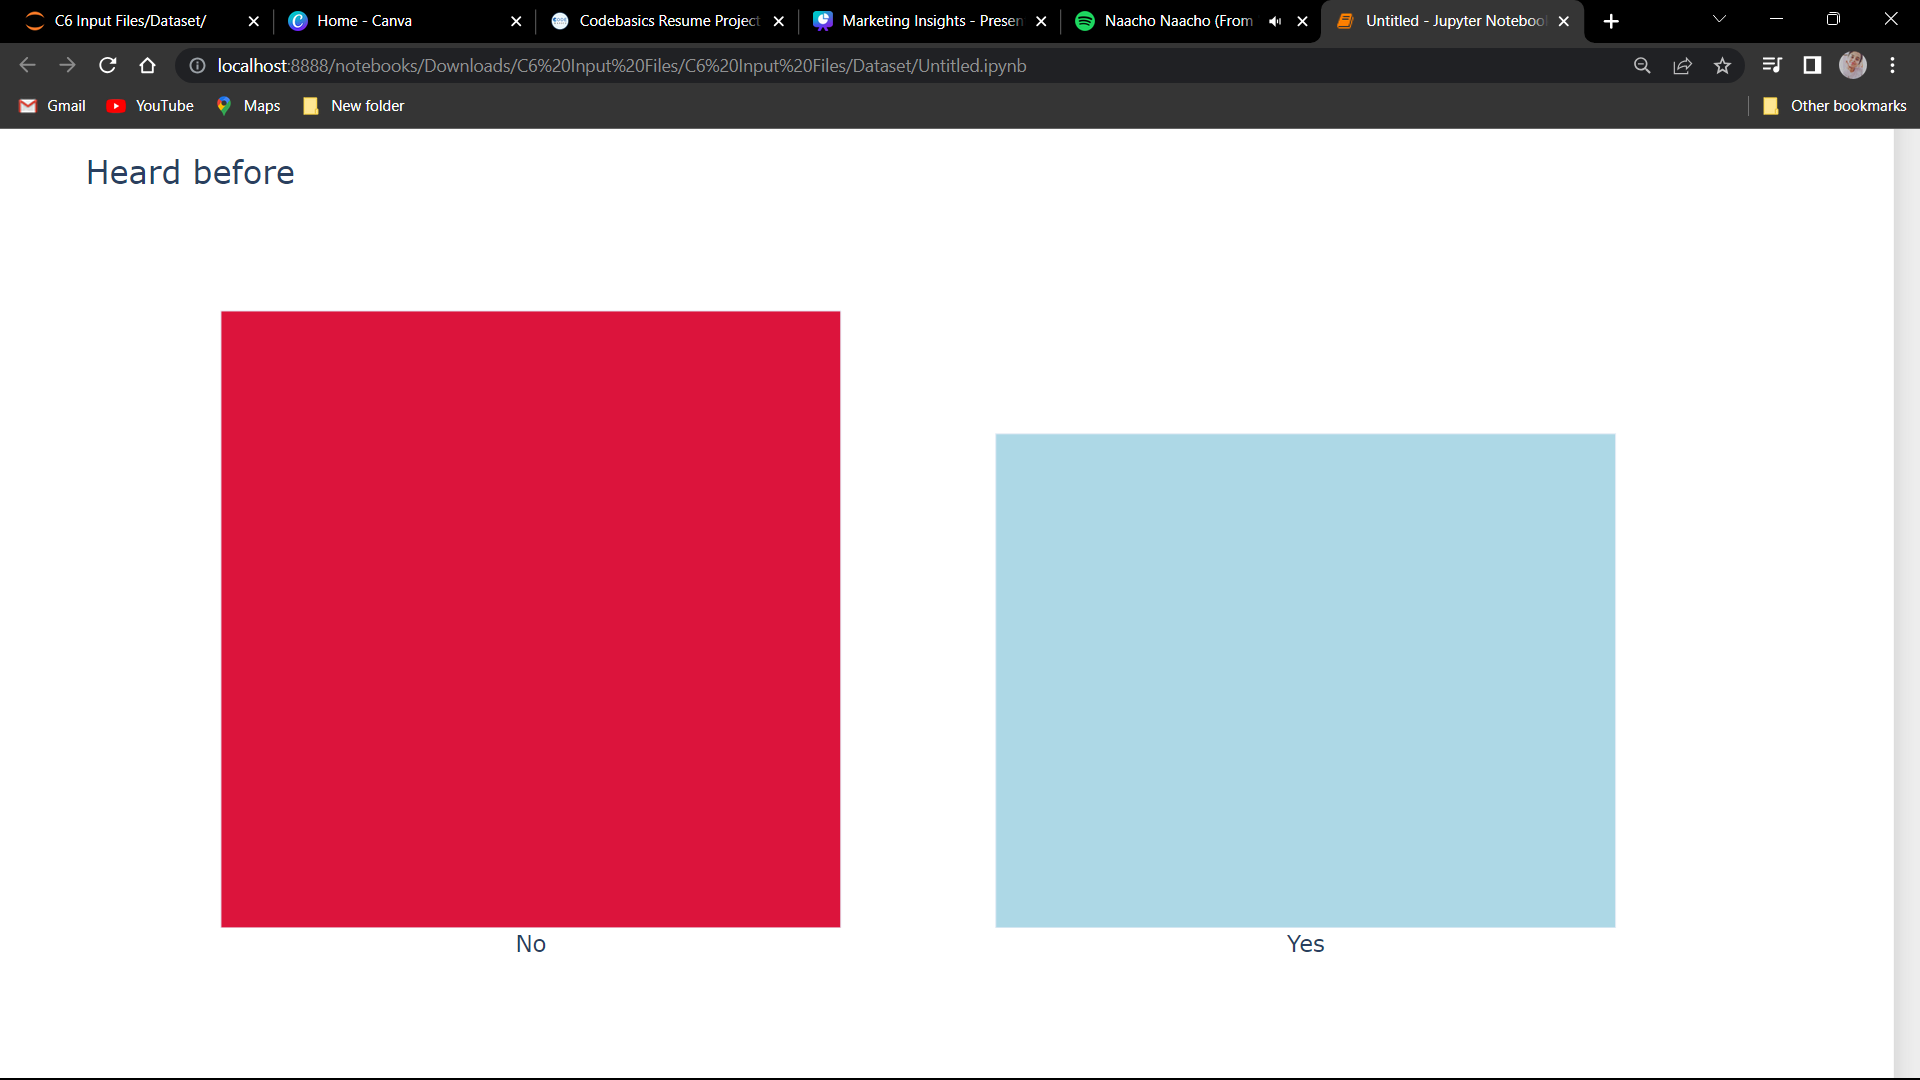 C6 Input Files/Dataset/
Home - Canva
Codebasics Resume Project
Marketing Insights - Presen
Naacho Naacho (From
Untitled - Jupyter Noteboo
localhost:8888/notebooks/Downloads/C6%20Input%20Files/C6%20Input%20Files/Dataset/Untitled.ipynb
Gmail
YouTube
Maps
New folder
Other bookmarks
Heard before
No
Yes